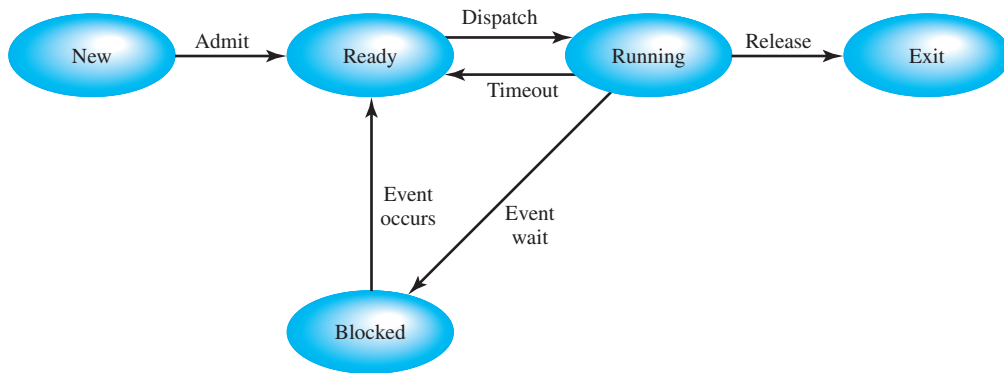 Dispatch
New
Admit
Ready
Running
Release
Exit
Timeout
Event
occurs
Event
wait
Blocked